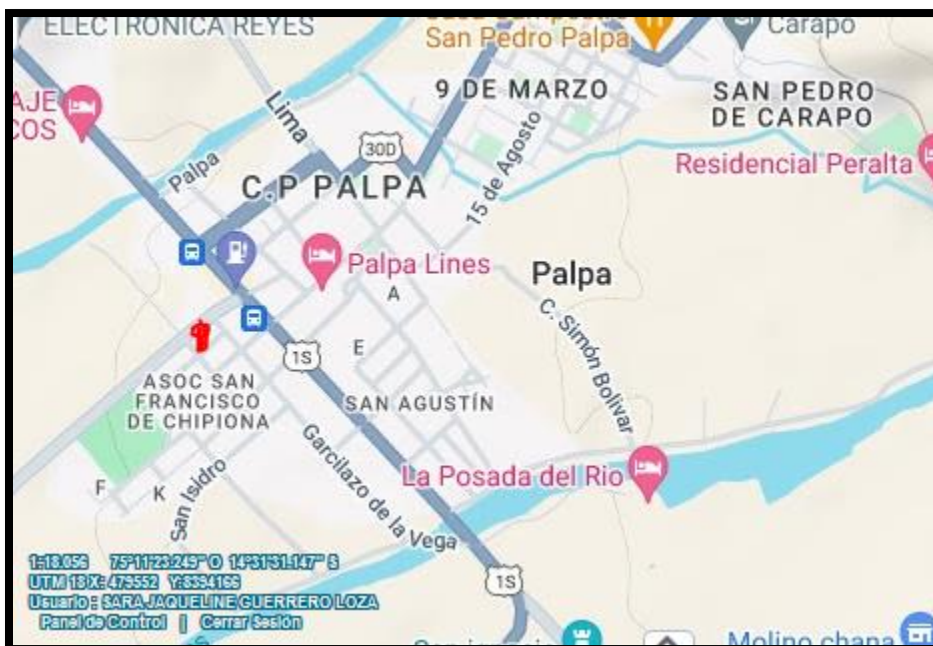 ELECTRONICA REYES
San Pedro Palpa
Carapo
9 DE MARZO
SAN PEDRO
DE CARAPO
AJE
COS
Lima
30D
Palpa
C.P PALPA
15 de Agosto
Residencial Peralta
Palpa Lines
Palpa
A
C. Simón Bolivar
1S
E
ASOC SAN
FRANCISCO
DE CHIPIONA
SAN AGUSTÍN
Garcilazo de la Vega
La Posada del Rio
F
K
San Isidro
1:18.056 75°11'23.249" O 14°31'31.147" S
UTM 18 X: 479552 Y:8394166
Usuario : SARA JAQUELINE GUERRERO LOZA
Panel de Control | Cerrar Sesión
1S
Molino chapa